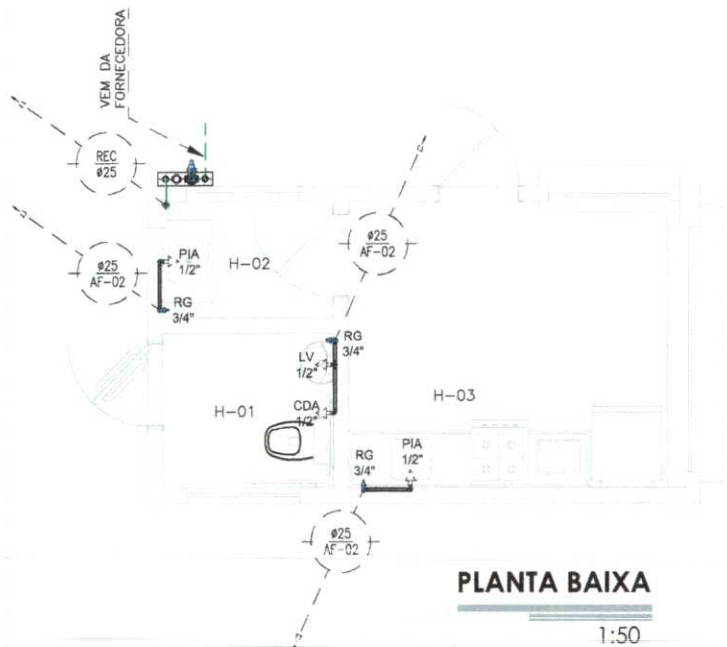 VEM DA
FORNECEDORA
REC
ø25
ø25
AF-02
PIA
1/2"
H-02
RG
3/4"
ø25
AF-02
RG
3/4"
LV
1/2"
H-01
CDA
1/2"
H-03
RG
3/4"
PIA
1/2"
ø25
AF-02
PLANTA BAIXA
1:50